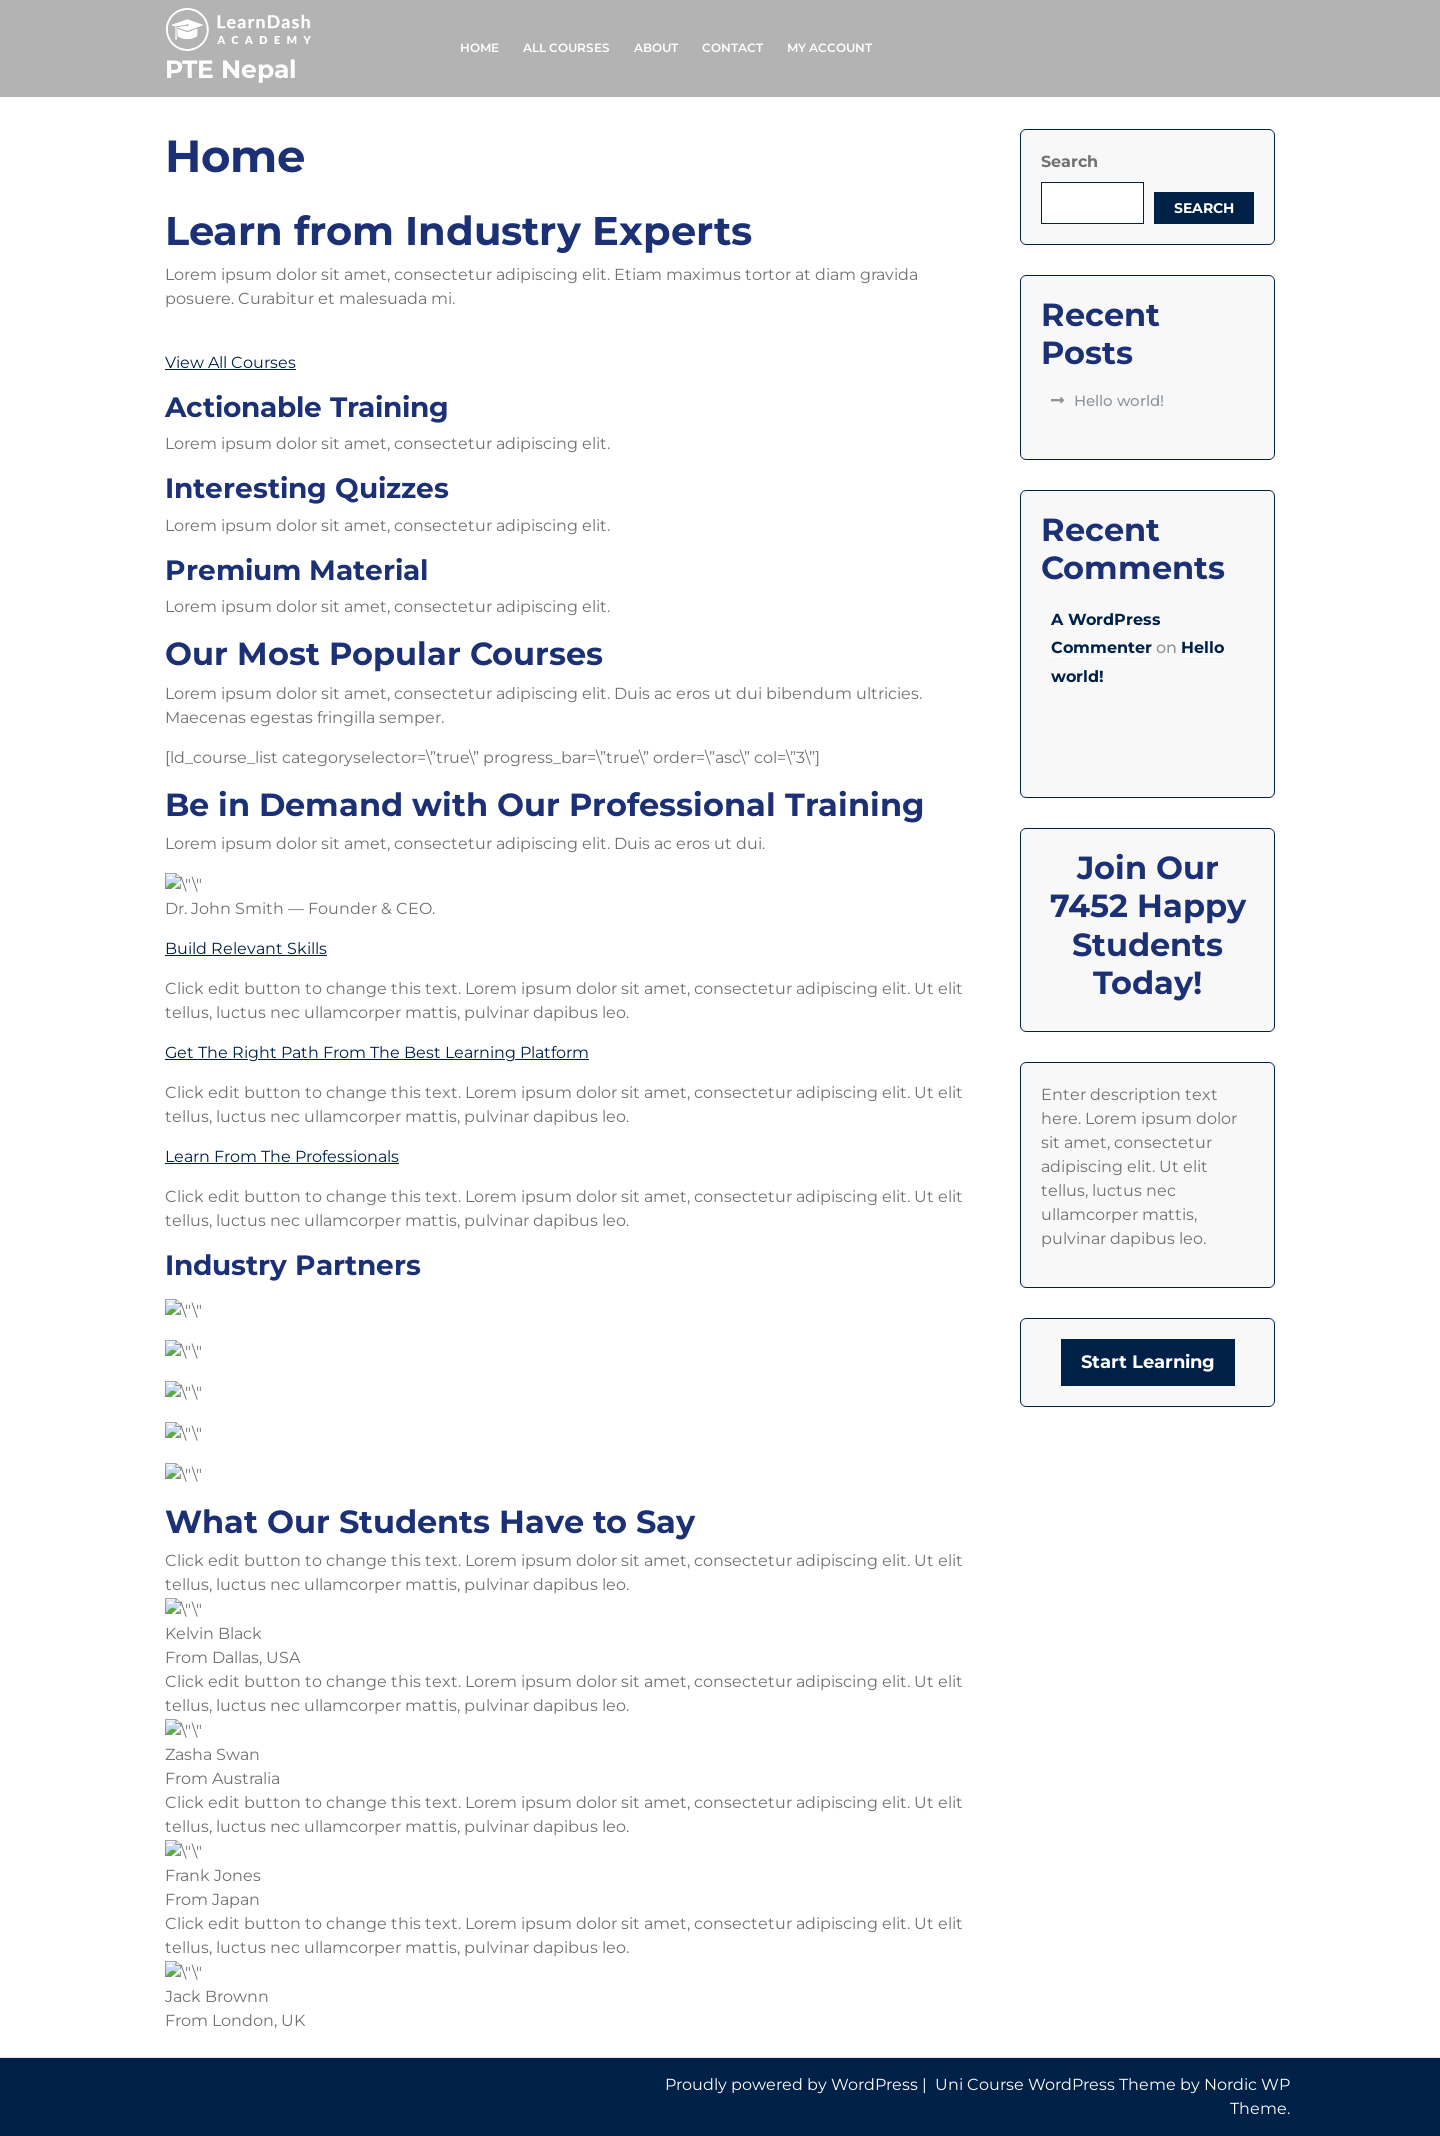 LearnDash
ACADEMY
PTE Nepal
HOME
ALL COURSES
ABOUT
CONTACT
MY ACCOUNT
Home
Learn from Industry Experts
Lorem ipsum dolor sit amet, consectetur adipiscing elit. Etiam maximus tortor at diam gravida
posuere. Curabitur et malesuada mi.
View All Courses
Actionable Training
Lorem ipsum dolor sit amet, consectetur adipiscing elit.
Interesting Quizzes
Lorem ipsum dolor sit amet, consectetur adipiscing elit.
Premium Material
Lorem ipsum dolor sit amet, consectetur adipiscing elit.
Our Most Popular Courses
Lorem ipsum dolor sit amet, consectetur adipiscing elit. Duis ac eros ut dui bibendum ultricies.
Maecenas egestas fringilla semper.
[ld_course_list categoryselector=\”true\” progress_bar=\”true\” order=\”asc\” col=\”3\”]
Be in Demand with Our Professional Training
Lorem ipsum dolor sit amet, consectetur adipiscing elit. Duis ac eros ut dui.
\"\"
Dr. John Smith — Founder & CEO.
Build Relevant Skills
Click edit button to change this text. Lorem ipsum dolor sit amet, consectetur adipiscing elit. Ut elit
tellus, luctus nec ullamcorper mattis, pulvinar dapibus leo.
Get The Right Path From The Best Learning Platform
Click edit button to change this text. Lorem ipsum dolor sit amet, consectetur adipiscing elit. Ut elit
tellus, luctus nec ullamcorper mattis, pulvinar dapibus leo.
Learn From The Professionals
Click edit button to change this text. Lorem ipsum dolor sit amet, consectetur adipiscing elit. Ut elit
tellus, luctus nec ullamcorper mattis, pulvinar dapibus leo.
Industry Partners
\"\"
\"\"
\"\"
\"\"
\"\"
What Our Students Have to Say
Click edit button to change this text. Lorem ipsum dolor sit amet, consectetur adipiscing elit. Ut elit
tellus, luctus nec ullamcorper mattis, pulvinar dapibus leo.
\"\"
Kelvin Black
From Dallas, USA
Click edit button to change this text. Lorem ipsum dolor sit amet, consectetur adipiscing elit. Ut elit
tellus, luctus nec ullamcorper mattis, pulvinar dapibus leo.
\"\"
Zasha Swan
From Australia
Click edit button to change this text. Lorem ipsum dolor sit amet, consectetur adipiscing elit. Ut elit
tellus, luctus nec ullamcorper mattis, pulvinar dapibus leo.
\"\"
Frank Jones
From Japan
Click edit button to change this text. Lorem ipsum dolor sit amet, consectetur adipiscing elit. Ut elit
tellus, luctus nec ullamcorper mattis, pulvinar dapibus leo.
\"\"
Jack Brownn
From London, UK
Search
SEARCH
Recent
Posts
Hello world!
Recent
Comments
A WordPress
Commenter on Hello
world!
Join Our
7452 Happy
Students
Today!
Enter description text
here. Lorem ipsum dolor
sit amet, consectetur
adipiscing elit. Ut elit
tellus, luctus nec
ullamcorper mattis,
pulvinar dapibus leo.
Start Learning
Proudly powered by WordPress | Uni Course WordPress Theme by Nordic WP
Theme.